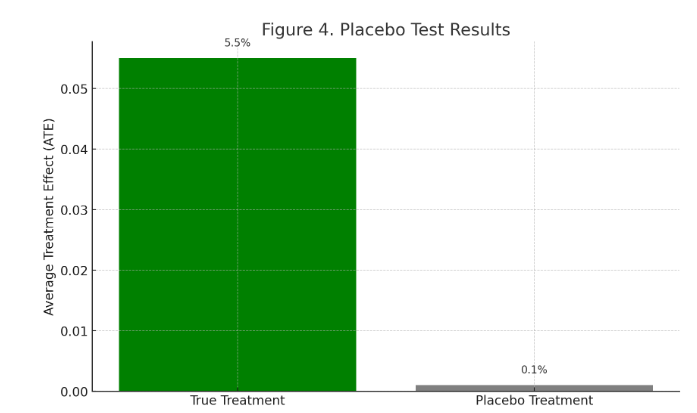 Figure 4. Placebo Test Results
5.5%
0.05
0.04
0.03
0.02
0.01
0.00
Average Treatment Effect (ATE)
0.1%
True Treatment
Placebo Treatment